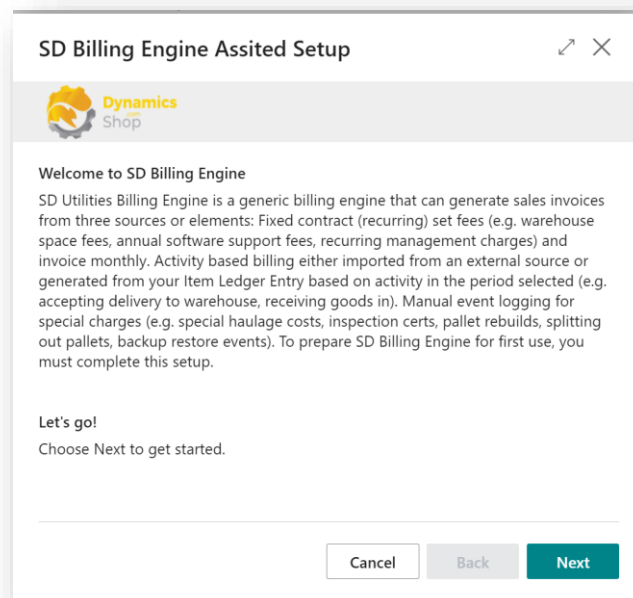 SD Billing Engine Assited Setup
Dynamics
.com
Shop
Welcome to SD Billing Engine
SD Utilities Billing Engine is a generic billing engine that can generate sales invoices
from three sources or elements: Fixed contract (recurring) set fees (e.g. warehouse
space fees, annual software support fees, recurring management charges) and
invoice monthly. Activity based billing either imported from an external source or
generated from your Item Ledger Entry based on activity in the period selected (e.g.
accepting delivery to warehouse, receiving goods in). Manual event logging for
special charges (e.g. special haulage costs, inspection certs, pallet rebuilds, splitting
out pallets, backup restore events). To prepare SD Billing Engine for first use, you
must complete this setup.
Let's go!
Choose Next to get started.
Cancel Back Next